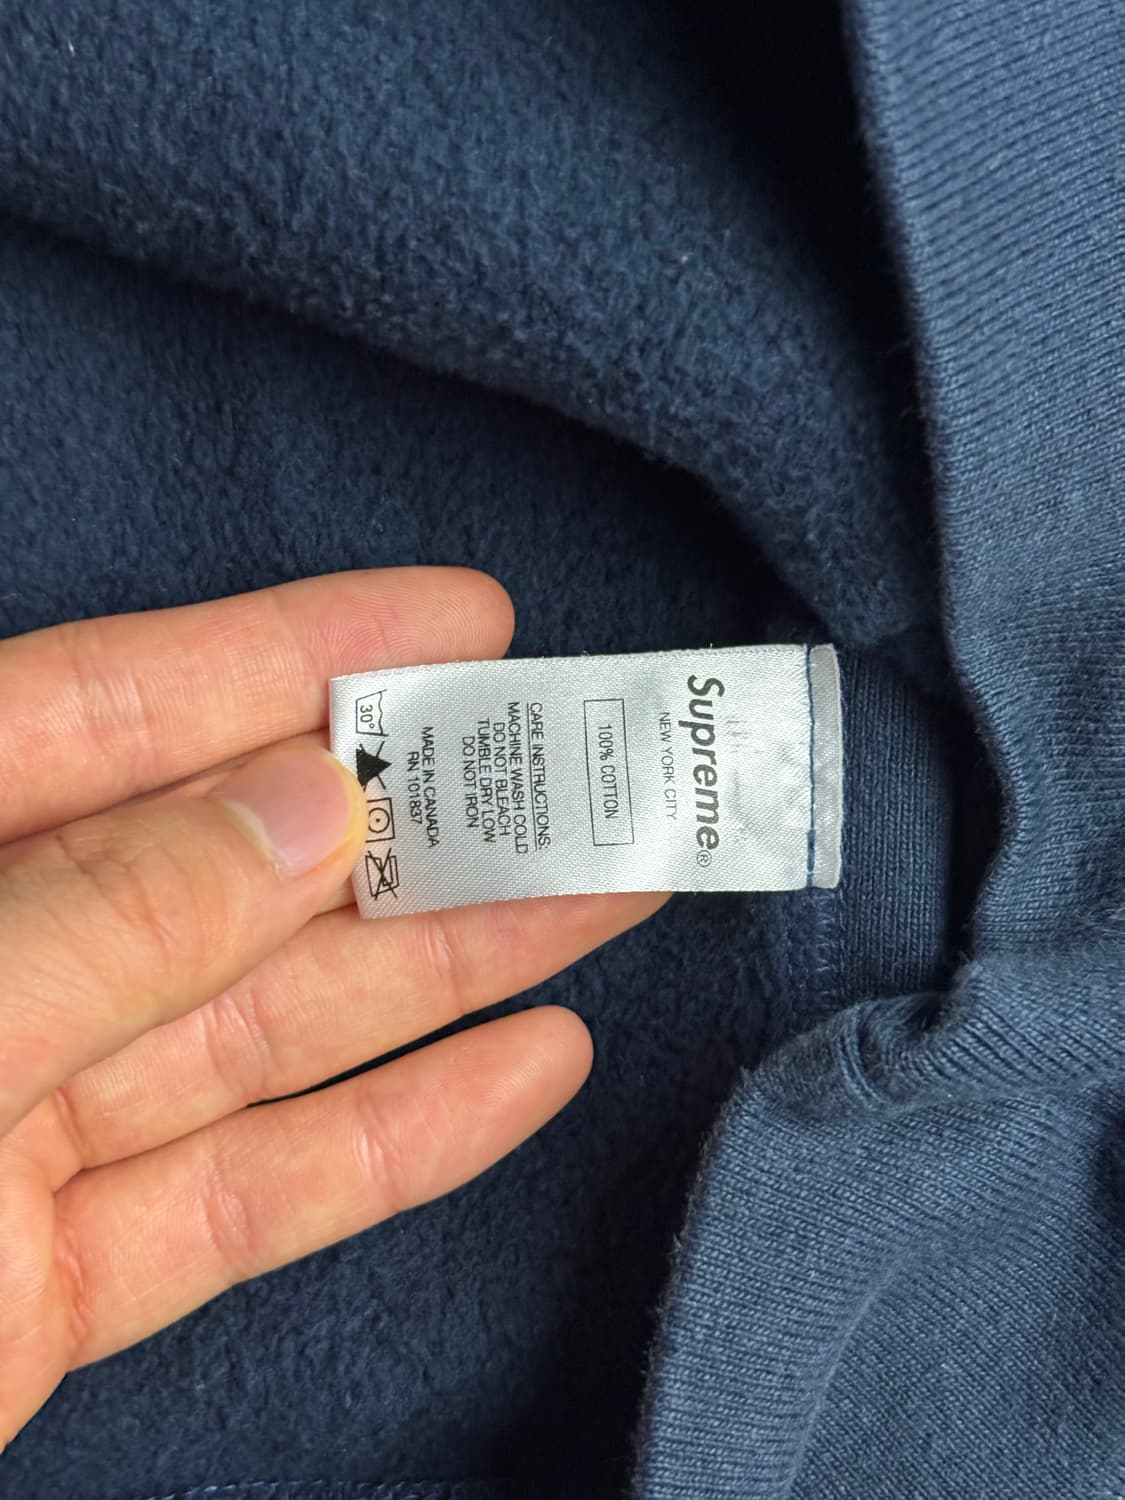 Supreme®
NEW YORK CITY
100% COTTON
CARE INSTRUCTIONS:
MACHINE WASH COLD
DO NOT BLEACH
TUMBLE DRY LOW
DO NOT IRON
MADE IN CANADA
RN 101837
30°